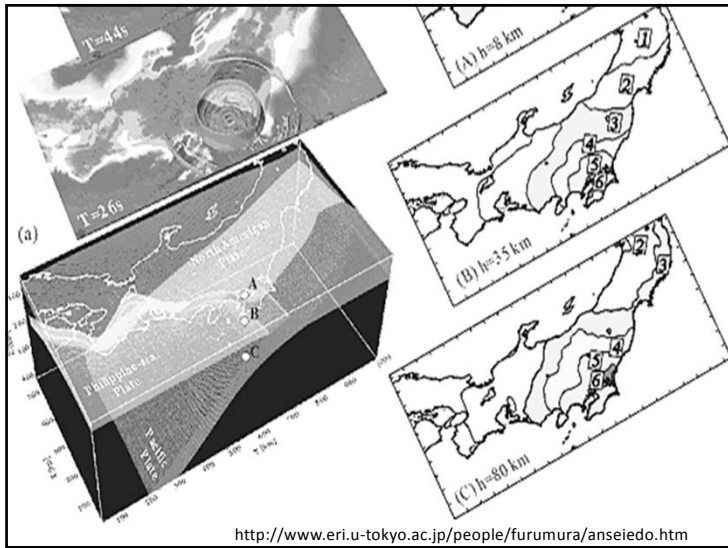 T=44s
T=26s
(a)
North American
Plate
A
B
C
Philippine-sea
Plate
Pacific
Plate
(A) h=8 km
1
2
3
4
5
6
(B) h=35 km
2
3
4
5
6
(C) h=80 km
http://www.eri.u-tokyo.ac.jp/people/furumura/anseiedo.htm